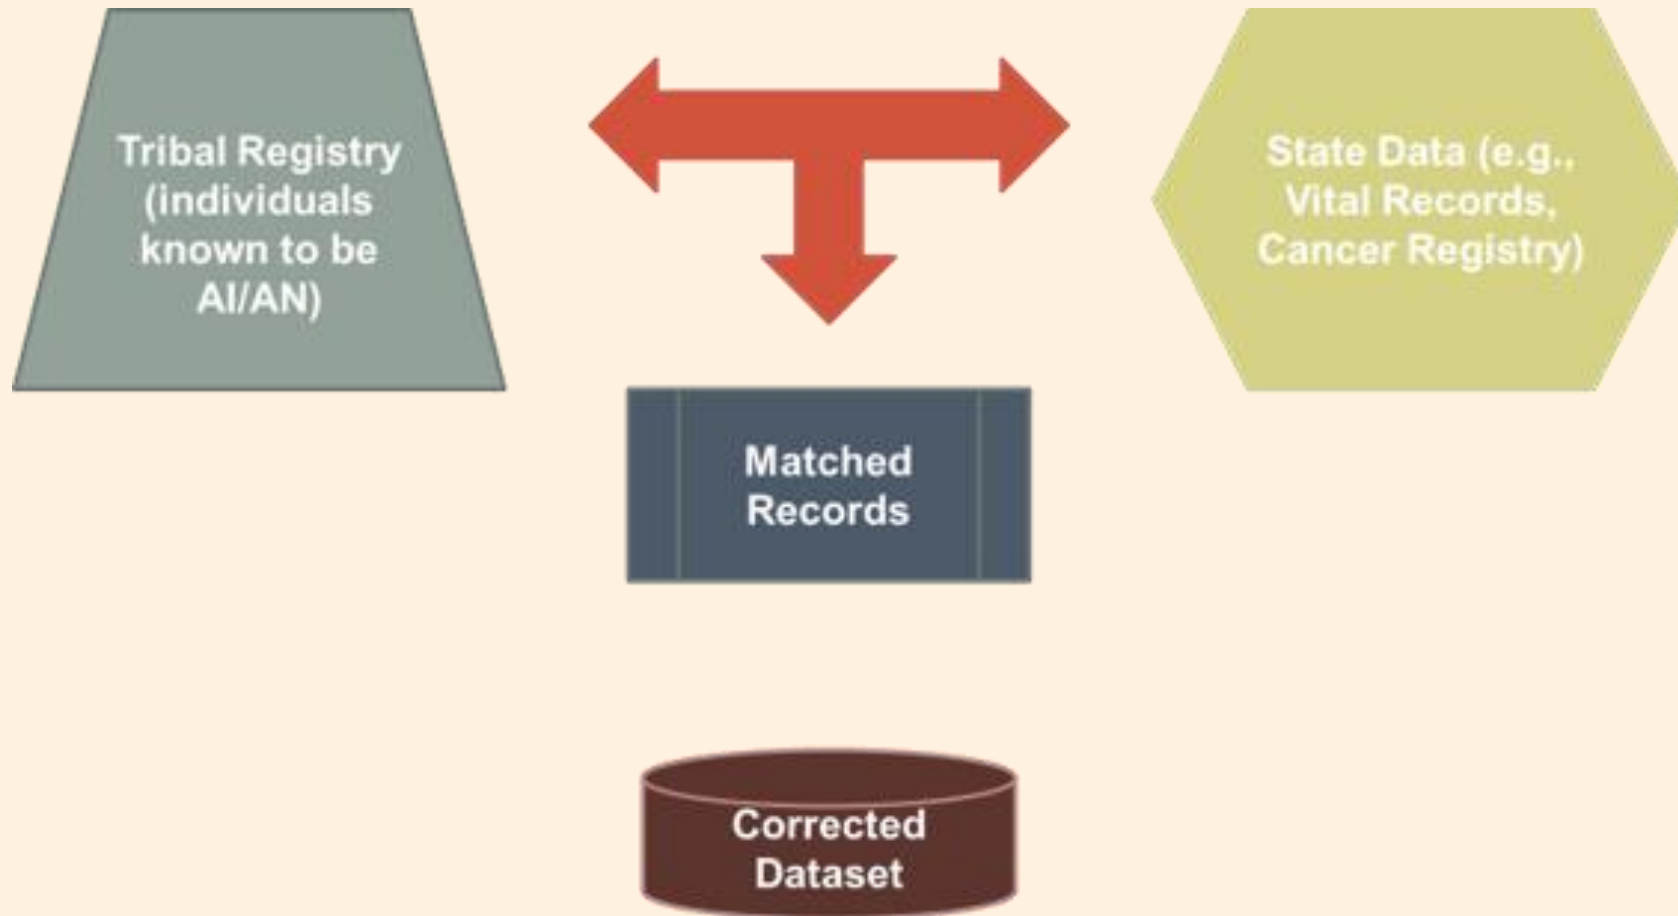 Tribal Registry
(individuals
known to be
AI/AN)
State Data (e.g.,
Vital Records,
Cancer Registry)
Matched
Records
Corrected
Dataset